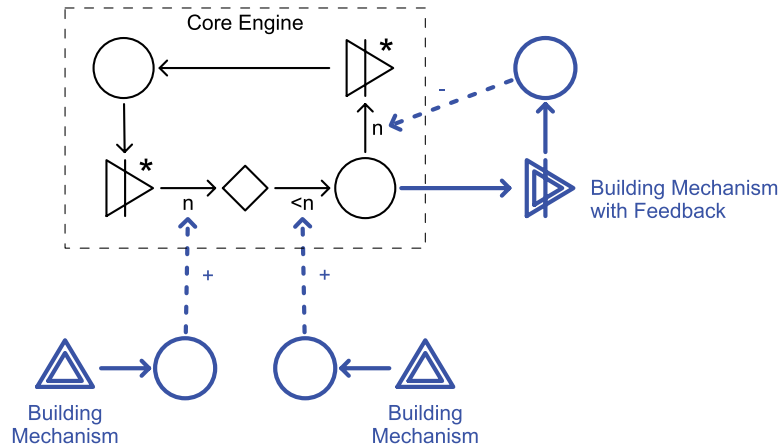 Core Engine
*
-
n
*
n
<n
Building Mechanism
with Feedback
+
+
Building
Mechanism
Building
Mechanism